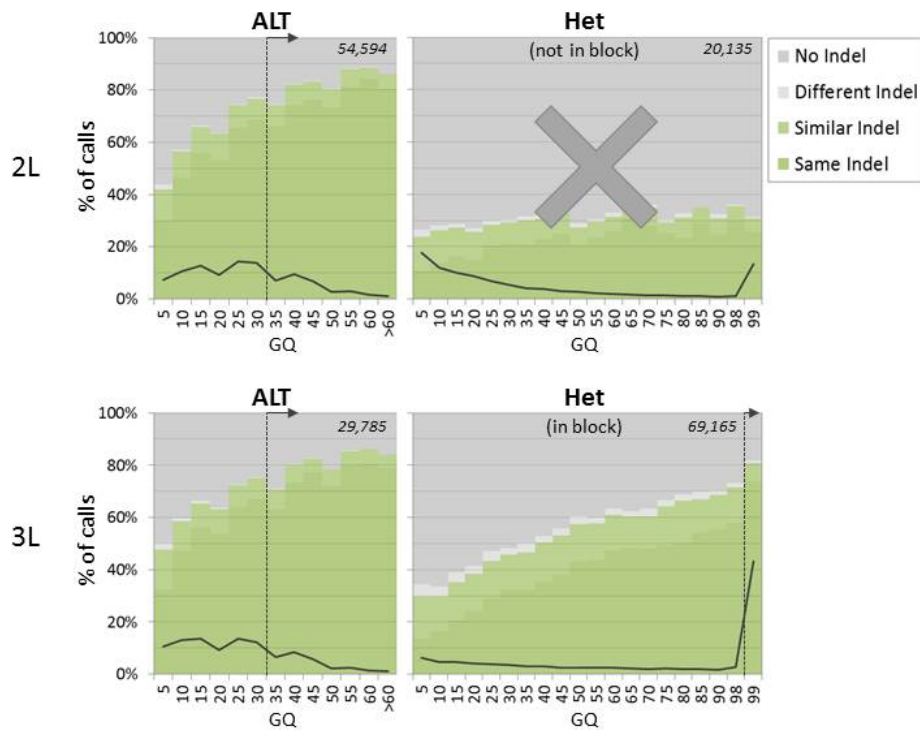 ALT
Het
100%
54,594
(not in block)
20,135
No Indel
Different Indel
Similar Indel
Same Indel
80%
60%
40%
20%
0%
2L
% of calls
5 10 15 20 25 30 35 40 45 50 55 60 >60
GQ
5 10 15 20 25 30 35 40 45 50 55 60 65 70 75 80 85 90 98 99
GQ
ALT
Het
100%
29,785
(in block)
69,165
80%
60%
40%
20%
0%
3L
% of calls
5 10 15 20 25 30 35 40 45 50 55 60 >60
GQ
5 10 15 20 25 30 35 40 45 50 55 60 65 70 75 80 85 90 98 99
GQ